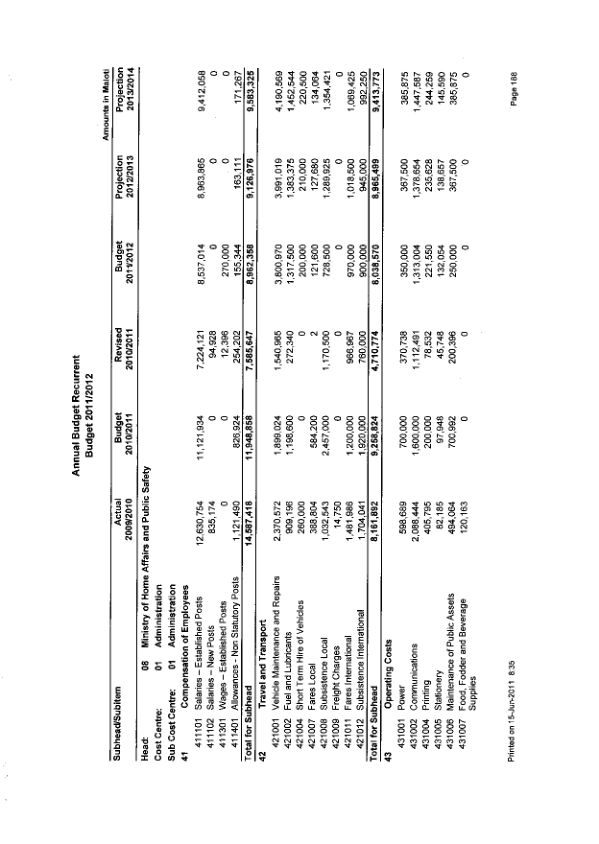 Annual Budget Recurrent
Budget 2011/2012
Amounts in Maloti
Subhead/Subitem Actual 2009/2010 Budget 2010/2011 Revised 2010/2011 Budget 2011/2012 Projection 2012/2013 Projection 2013/2014
Head: 08 Ministry of Home Affairs and Public Safety
Cost Centre: 01 Administration
Sub Cost Centre: 01 Administration
41 Compensation of Employees
411101 Salaries – Established Posts 12,630,754 11,121,934 7,224,121 8,537,014 8,963,865 9,412,058
411102 Salaries – New Posts 835,174 0 94,928 0 0 0
411301 Wages – Established Posts 0 0 12,396 270,000 0 0
411401 Allowances - Non Statutory Posts 1,121,490 826,924 254,202 155,344 163,111 171,267
Total for Subhead 14,587,418 11,948,858 7,585,647 8,962,358 9,126,976 9,583,325
42 Travel and Transport
421001 Vehicle Maintenance and Repairs 2,370,572 1,899,024 1,540,965 3,800,970 3,991,019 4,190,569
421002 Fuel and Lubricants 909,196 1,198,600 272,340 1,317,500 1,383,375 1,452,544
421004 Short Term Hire of Vehicles 260,000 0 0 200,000 210,000 220,500
421007 Fares Local 388,804 584,200 2 121,600 127,680 134,064
421008 Subsistence Local 1,032,543 2,457,000 1,170,500 728,500 1,289,925 1,354,421
421009 Freight Charges 14,750 0 0 0 0 0
421011 Fares International 1,481,986 1,200,000 966,967 970,000 1,018,500 1,069,425
421012 Subsistence International 1,704,041 1,920,000 760,000 900,000 945,000 992,250
Total for Subhead 8,161,892 9,258,824 4,710,774 8,038,570 8,965,499 9,413,773
43 Operating Costs
431001 Power 598,689 700,000 370,738 350,000 367,500 385,875
431002 Communications 2,088,444 1,600,000 1,112,491 1,313,004 1,378,654 1,447,587
431004 Printing 405,795 200,000 78,532 221,550 235,628 244,259
431005 Stationery 82,185 97,948 45,748 132,054 138,657 145,590
431006 Maintenance of Public Assets 494,064 700,992 200,396 250,000 367,500 385,875
431007 Food, Fodder and Beverage Supplies 120,163 0 0 0 0 0
Printed on 15-Jun-2011 8:35 Page 188